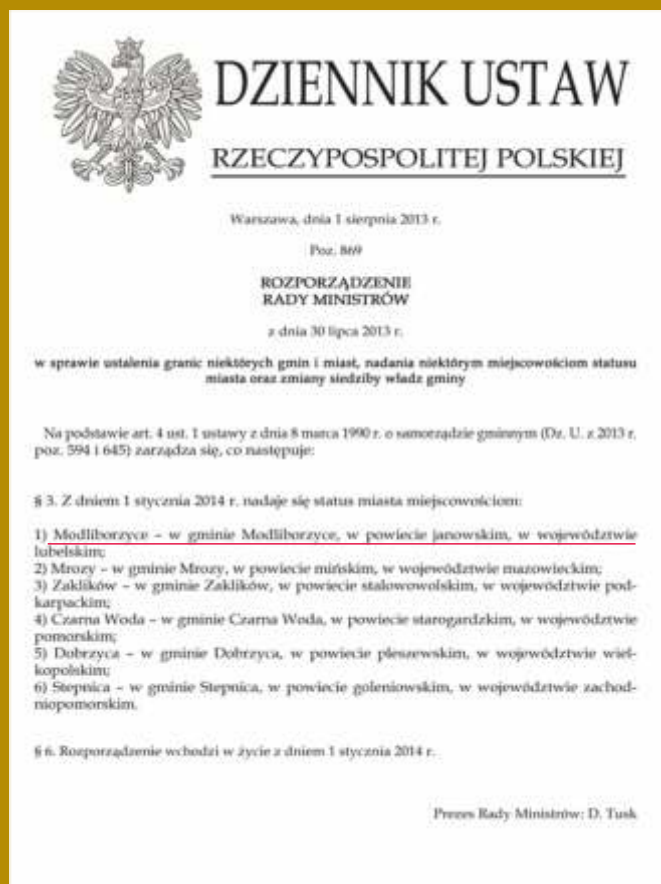 DZIENNIK USTAW
RZECZYPOSPOLITEJ POLSKIEJ
Warszawa, dnia 1 sierpnia 2013 r.
Poz. 869
ROZPORZĄDZENIE
RADY MINISTRÓW
z dnia 30 lipca 2013 r.
w sprawie ustalenia granic niektórych gmin i miast, nadania niektórym miejscowościom statusu
miasta oraz zmiany siedziby władz gminy
Na podstawie art. 4 ust. 1 ustawy z dnia 8 marca 1990 r. o samorządzie gminnym (Dz. U. z 2013 r.
poz. 594 i 645) zarządza się, co następuje:
§ 3. Z dniem 1 stycznia 2014 r. nadaje się status miasta miejscowościom:
1) Modliborzyce – w gminie Modliborzyce, w powiecie janowskim, w województwie
lubelskim;
2) Mrozy – w gminie Mrozy, w powiecie mińskim, w województwie mazowieckim;
3) Zaklików – w gminie Zaklików, w powiecie stalowowolskim, w województwie pod-
karpackim;
4) Czarna Woda – w gminie Czarna Woda, w powiecie starogardzkim, w województwie
pomorskim;
5) Dobrzyca – w gminie Dobrzyca, w powiecie pleszewskim, w województwie wiel-
kopolskim;
6) Stepnica – w gminie Stepnica, w powiecie goleniowskim, w województwie zachod-
niopomorskim.
§ 6. Rozporządzenie wchodzi w życie z dniem 1 stycznia 2014 r.
Prezes Rady Ministrów: D. Tusk